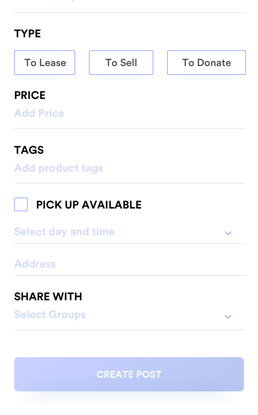 TYPE
To Lease To Sell To Donate
PRICE
Add Price
TAGS
Add product tags
PICK UP AVAILABLE
Select day and time
Address
SHARE WITH
Select Groups
CREATE POST